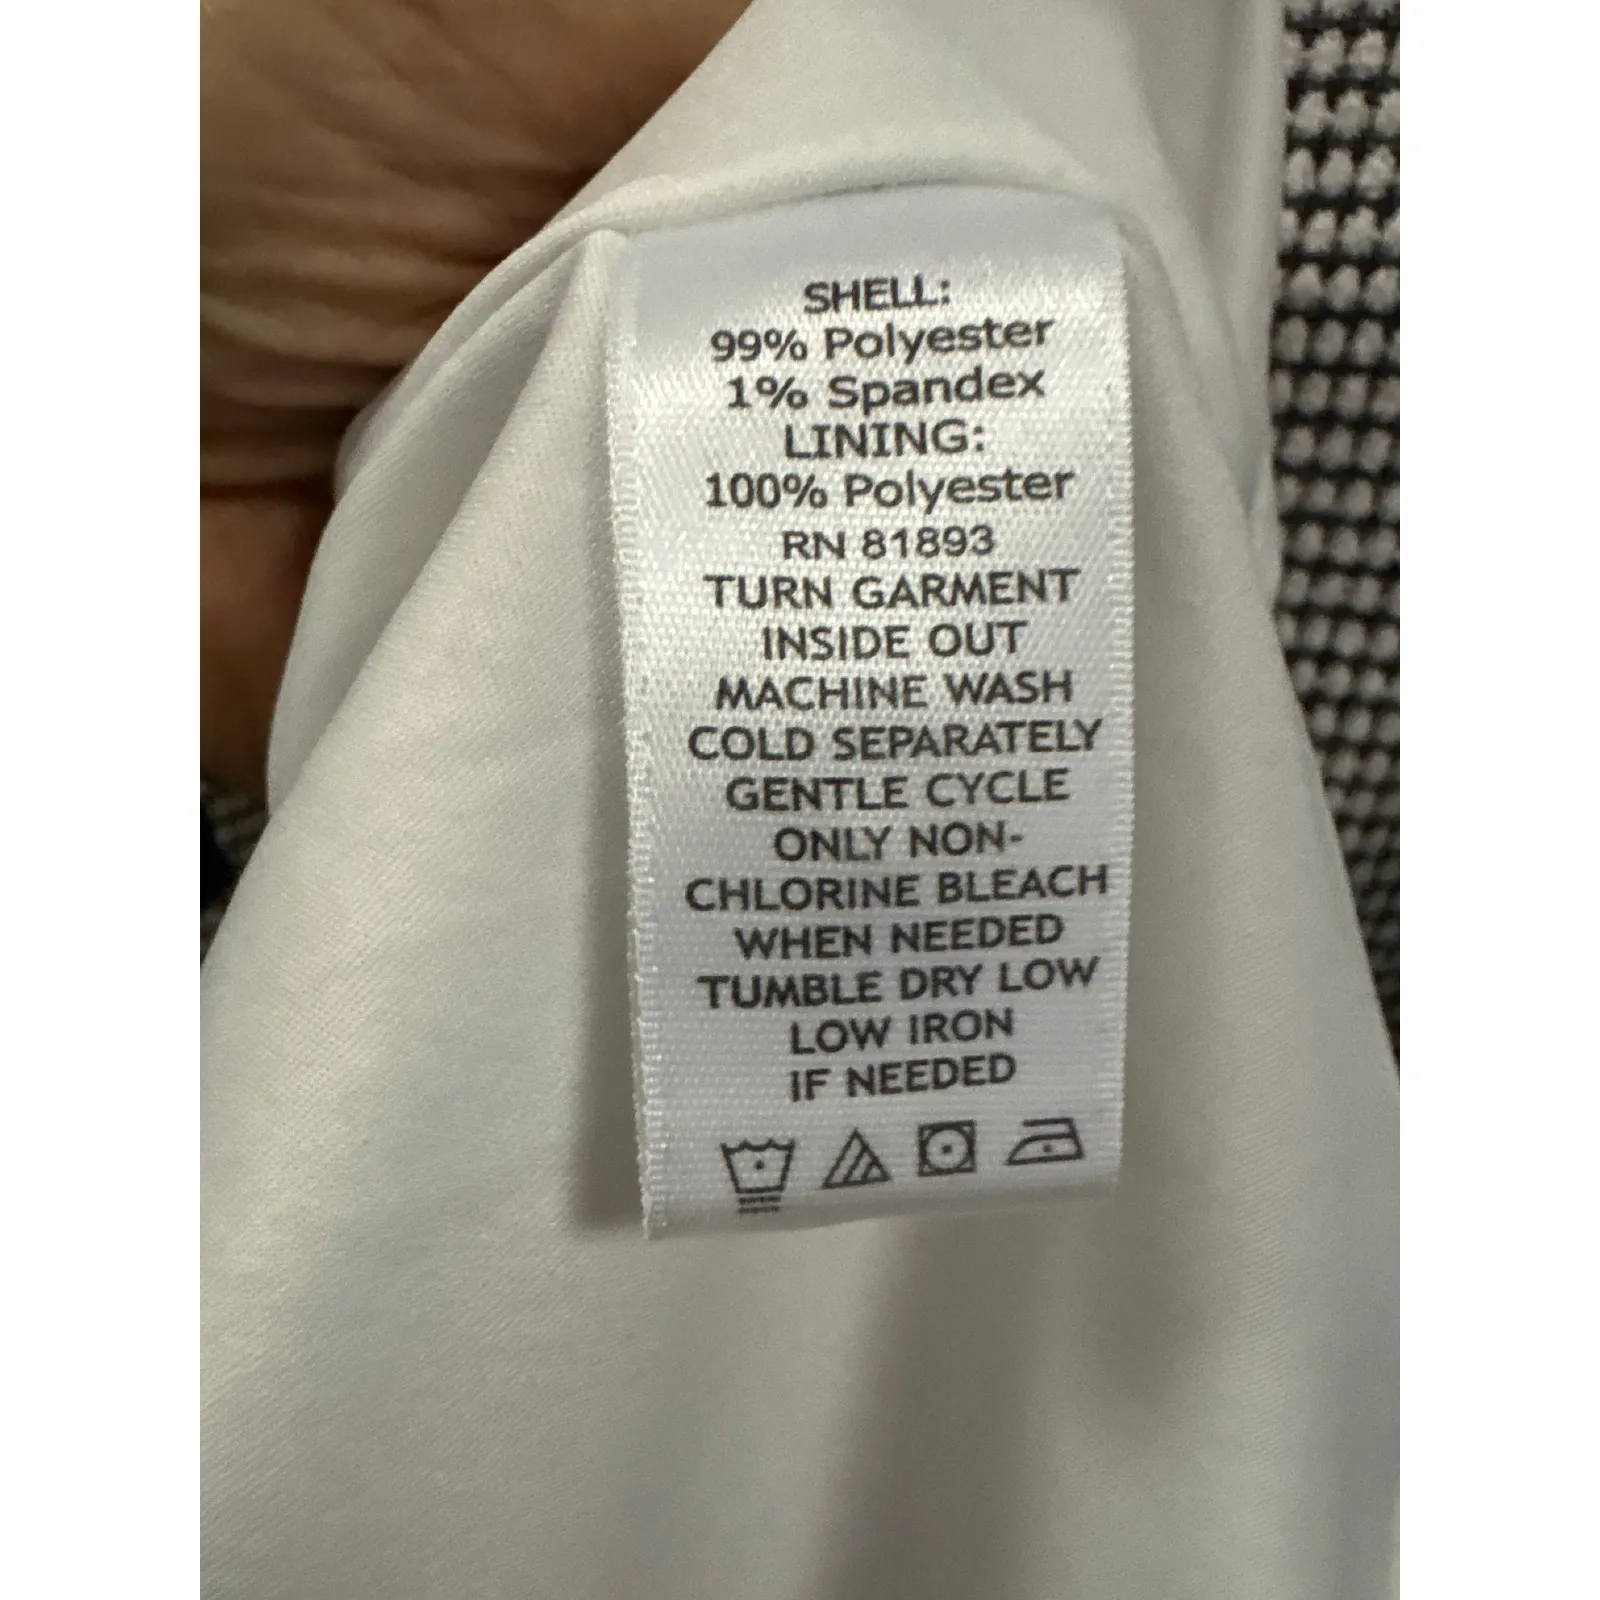 SHELL:
99% Polyester
1% Spandex
LINING:
100% Polyester
RN 81893
TURN GARMENT
INSIDE OUT
MACHINE WASH
COLD SEPARATELY
GENTLE CYCLE
ONLY NON-
CHLORINE BLEACH
WHEN NEEDED
TUMBLE DRY LOW
LOW IRON
IF NEEDED